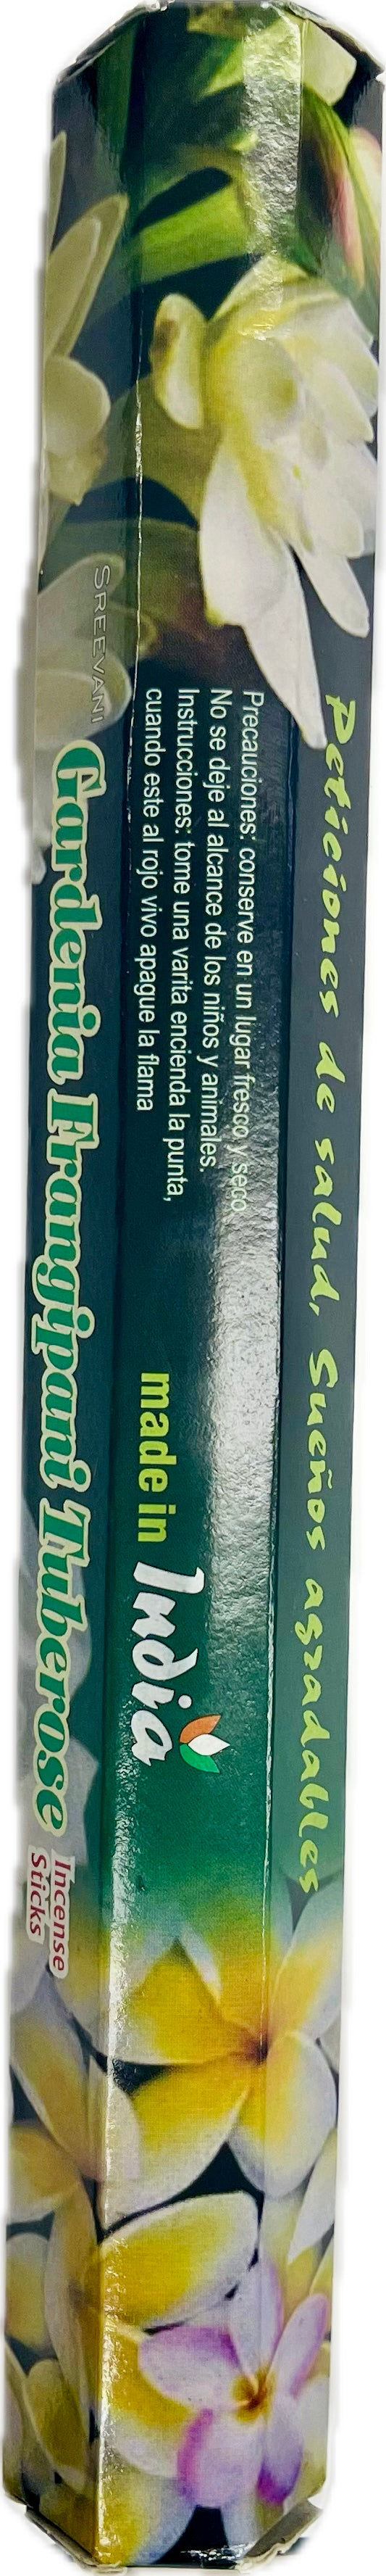 Peticiones de salud, Sueños agradables
Precauciones: conserve en un lugar fresco y seco
No se deje al alcance de los niños y animales.
Instrucciones: tome una varita encienda la punta,
cuando este al rojo vivo apague la flama
made in India
SREEVANI
Gardenia Frangipani Tuberose
Incense
Sticks